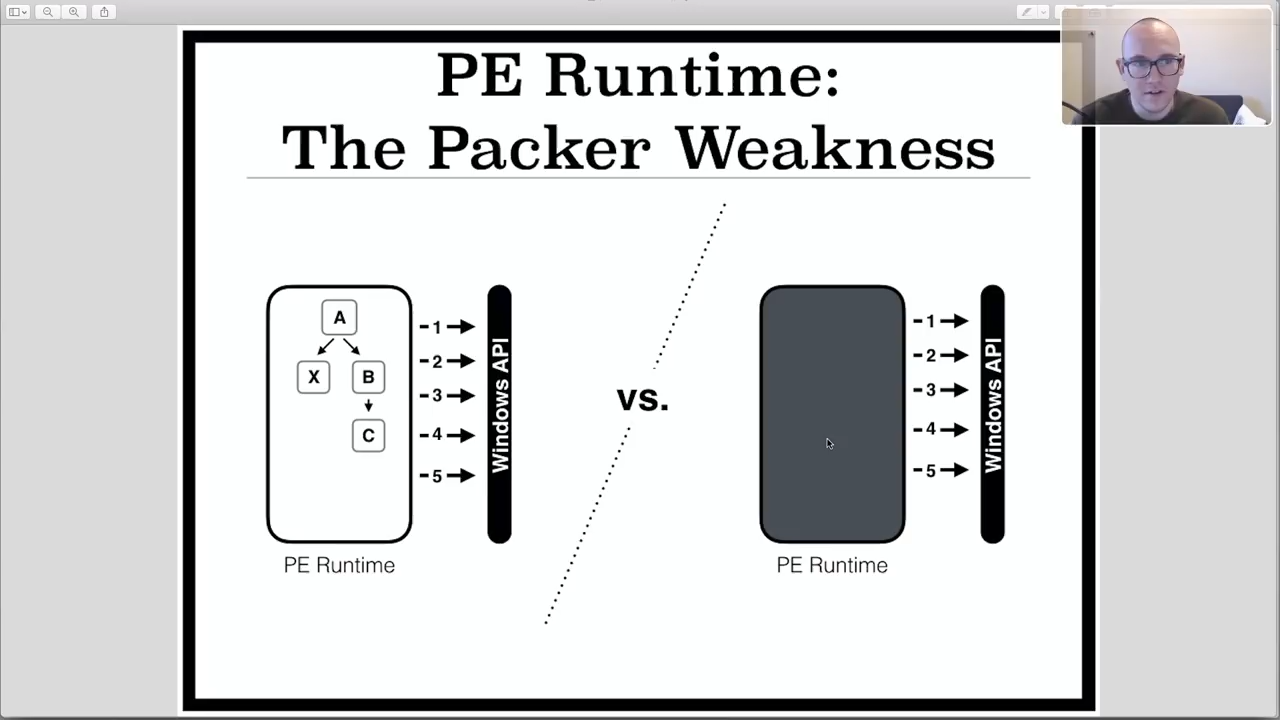 PE Runtime:
The Packer Weakness
A
X
B
C
1
2
3
4
5
Windows API
PE Runtime
vs.
1
2
3
4
5
Windows API
PE Runtime